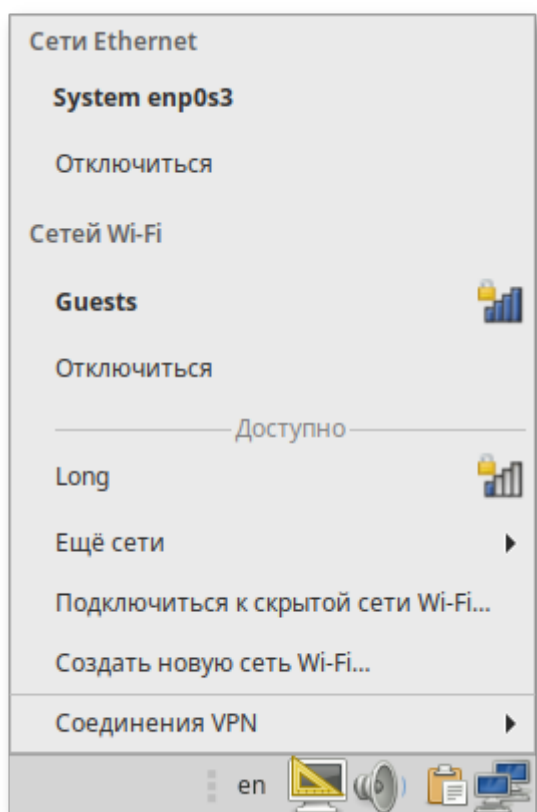 Сети Ethernet
System enp0s3
Отключиться
Сетей Wi-Fi
Guests
Отключиться
Доступно
Long
Ещё сети
Подключиться к скрытой сети Wi-Fi...
Создать новую сеть Wi-Fi...
Соединения VPN
en